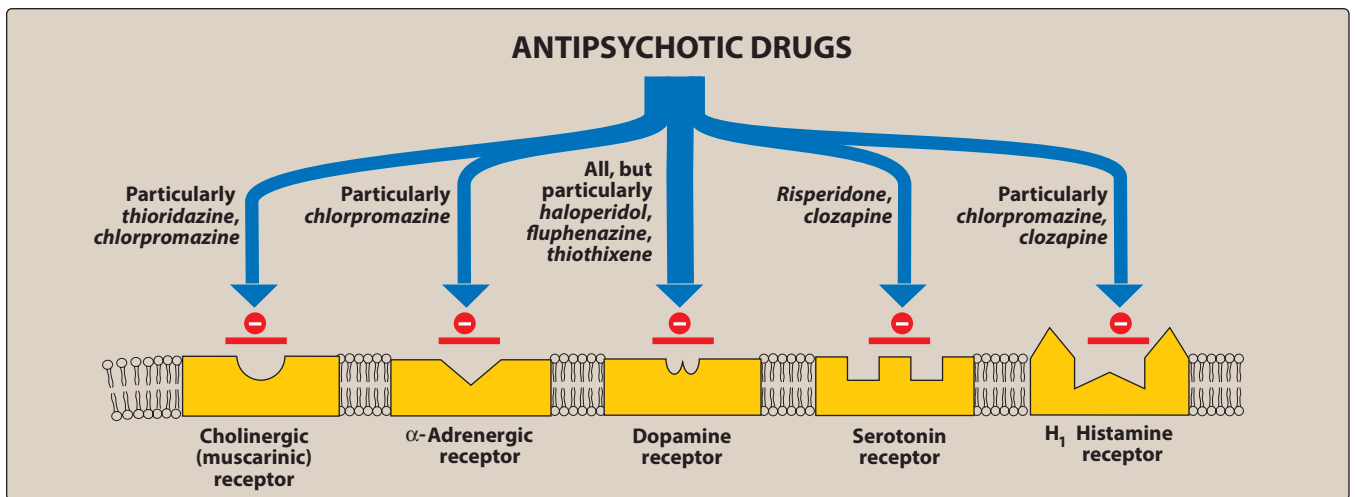 ANTIPSYCHOTIC DRUGS
Particularly
thioridazine,
chlorpromazine
Particularly
chlorpromazine
All, but
particularly
haloperidol,
fluphenazine,
thiothixene
Risperidone,
clozapine
Particularly
chlorpromazine,
clozapine
Cholinergic
(muscarinic)
receptor
α-Adrenergic
receptor
Dopamine
receptor
Serotonin
receptor
H₁ Histamine
receptor